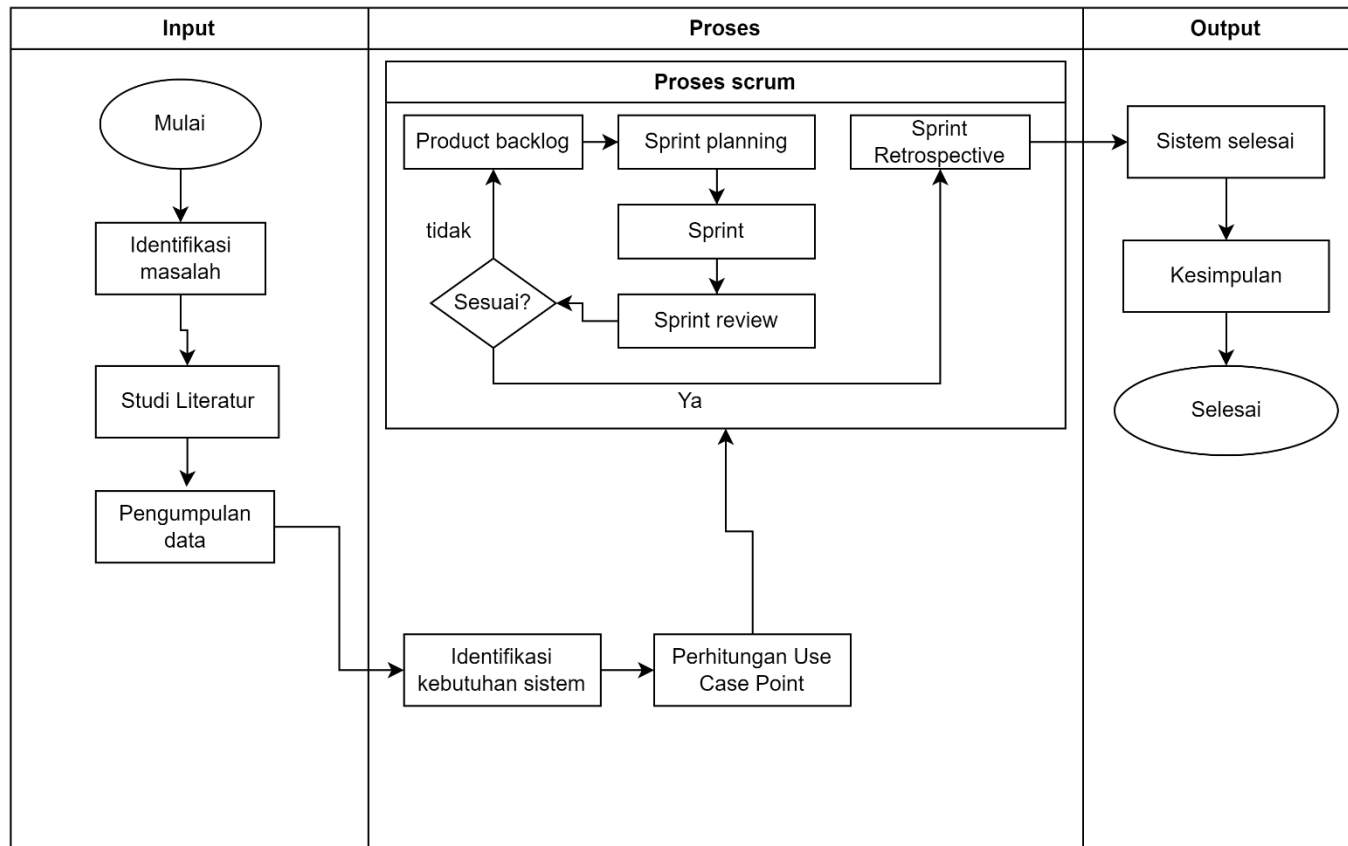 Input
Proses
Output
Mulai
Identifikasi
masalah
Studi Literatur
Pengumpulan
data
Proses scrum
Product backlog
Sprint planning
Sprint
Retrospective
tidak
Sprint
Sesuai?
Sprint review
Ya
Identifikasi
kebutuhan sistem
Perhitungan Use
Case Point
Sistem selesai
Kesimpulan
Selesai